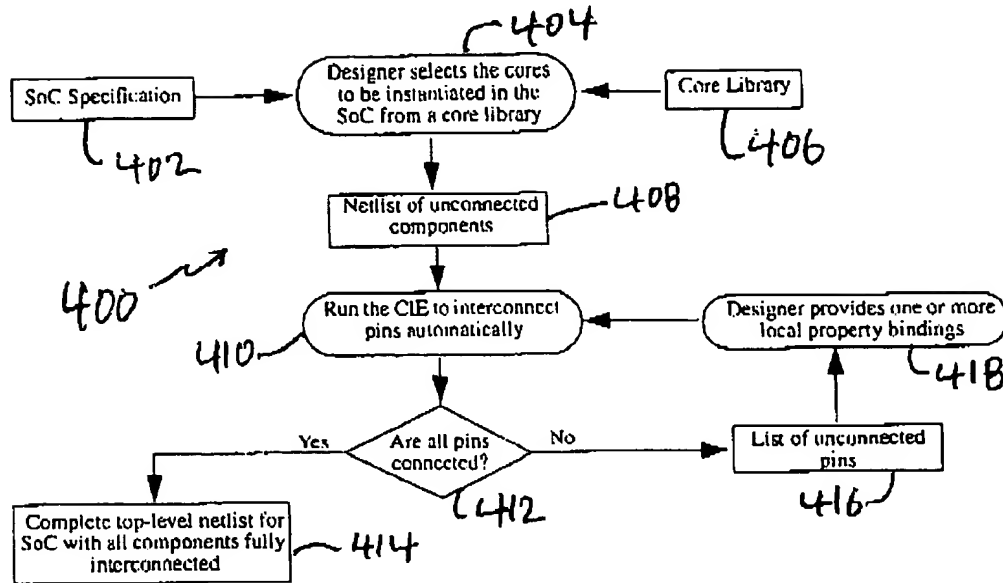 404
Designer selects the cores
to be instantiated in the
SoC from a core library
SoC Specification
402
Core Library
406
Netlist of unconnected
components
408
400
Run the CIE to interconnect
pins automatically
410
Designer provides one or more
local property bindings
418
Are all pins
connected?
412
Yes
No
List of unconnected
pins
416
Complete top-level netlist for
SoC with all components fully
interconnected
414